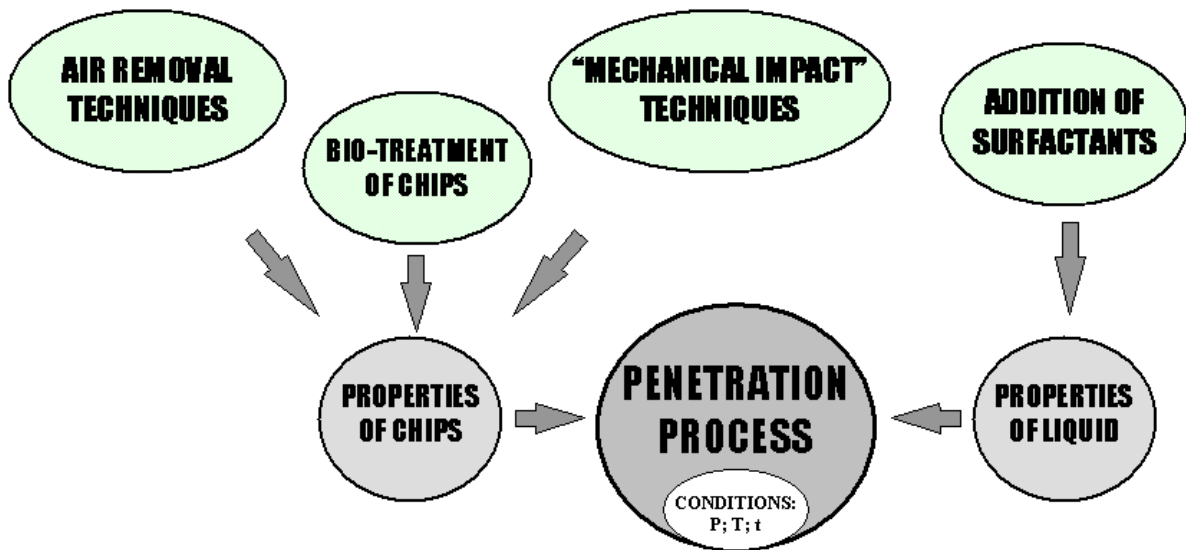 AIR REMOVAL
TECHNIQUES
BIO-TREATMENT
OF CHIPS
“MECHANICAL IMPACT”
TECHNIQUES
ADDITION OF
SURFACTANTS
PROPERTIES
OF CHIPS
PENETRATION
PROCESS
CONDITIONS:
P; T; t
PROPERTIES
OF LIQUID